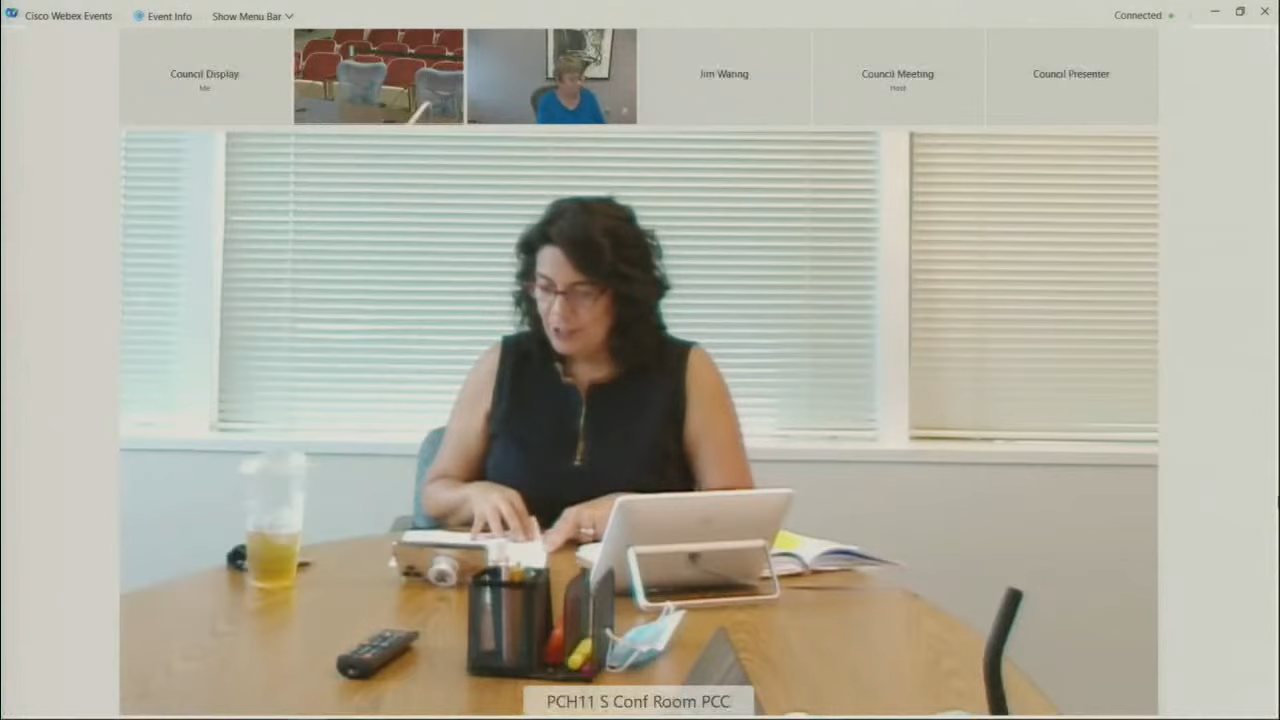 Cisco Webex Events
Event Info
Show Menu Bar
Connected
Council Display
Me
Jim Waring
Council Meeting
Host
Council Presenter
PCH11 S Conf Room PCC